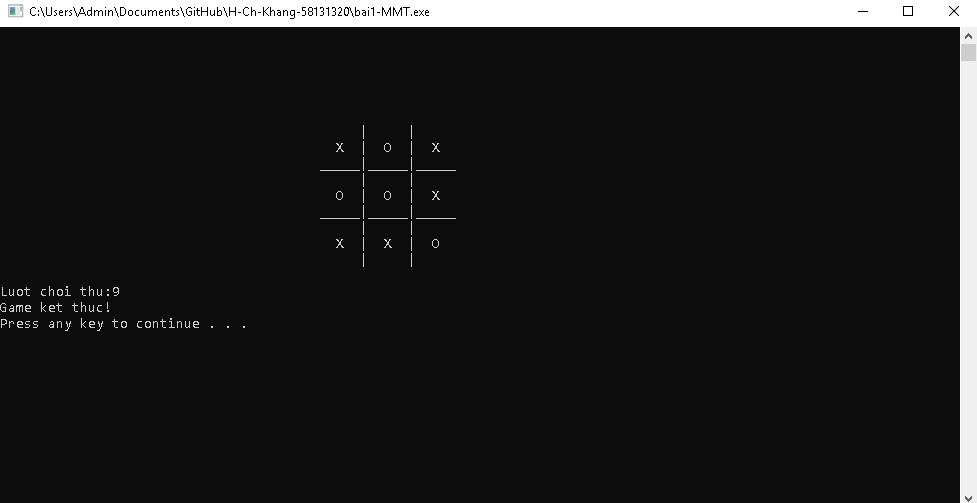 C:\Users\Admin\Documents\GitHub\H-Ch-Khang-58131320\bai1-MMT.exe
X | O | X
O | O | X
X | X | O
Luot choi thu:9
Game ket thuc!
Press any key to continue . . .